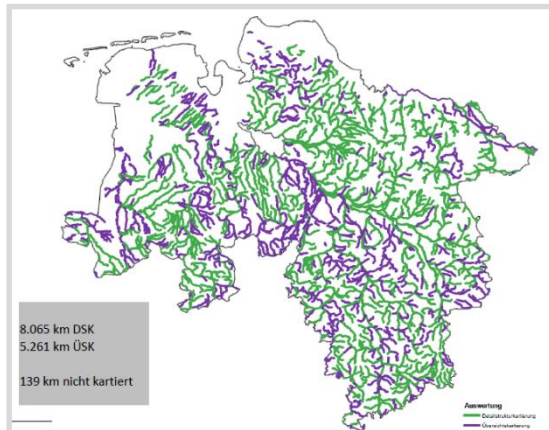 8.065 km DSK
5.261 km ÜSK
139 km nicht kartiert
Auswertung
Detailstrukturkartierung
Übersichtskartierung